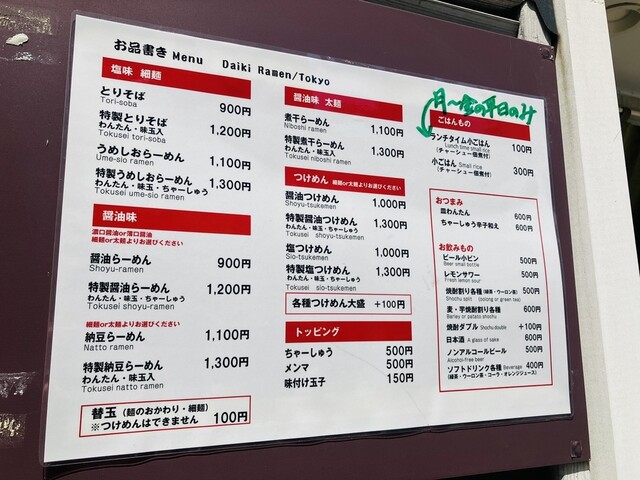 お品書き Menu Daiki Ramen/Tokyo
塩味 細麺
とりそば 900円
Tori-soba
特製とりそば 1,200円
わんたん・味玉入
Tokusei tori-soba
うめしおらーめん 1,100円
Ume-sio ramen
特製うめしおらーめん 1,300円
わんたん・味玉・ちゃーしゅう
Tokusei ume-sio ramen
醤油味
濃口醤油or薄口醤油
細麺or太麺よりお選びください
醤油らーめん 900円
Shoyu-ramen
特製醤油らーめん 1,200円
わんたん・味玉・ちゃーしゅう
Tokusei shoyu-ramen
細麺or太麺よりお選びください
納豆らーめん 1,100円
Natto ramen
特製納豆らーめん 1,300円
わんたん・味玉入
Tokusei natto ramen
替玉(麺のおかわり・細麺) 100円
※つけめんはできません
醤油味 太麺
煮干らーめん 1,100円
Niboshi ramen
特製煮干らーめん 1,300円
わんたん・味玉入
Tokusei niboshi ramen
つけめん 細麺or太麺よりお選びください
醤油つけめん 1,000円
Shoyu-tsukemen
特製醤油つけめん 1,300円
わんたん・味玉・ちゃーしゅう
Tokusei shoyu-tsukemen
塩つけめん 1,000円
Sio-tsukemen
特製塩つけめん 1,300円
わんたん・味玉・ちゃーしゅう
Tokusei sio-tsukemen
各種つけめん大盛 +100円
トッピング
ちゃーしゅう 500円
メンマ 500円
味付け玉子 150円
月〜金の平日のみ
ごはんもの
ランチタイム小ごはん 100円
Lunch time small rice
(チャーシュー佃煮付)
小ごはん Small rice 300円
(チャーシュー佃煮付)
おつまみ
皿わんたん 600円
ちゃーしゅう辛子和え 600円
お飲みもの
ビール小ビン 500円
Beer small bottle
レモンサワー 500円
Fresh lemon sour
焼酎割り各種(緑茶・ウーロン茶) 500円
Shochu split (oolong or green tea)
麦・芋焼酎割り各種 600円
Barley or potato shochu
焼酎ダブル Shochu double +100円
日本酒 A glass of sake 600円
ノンアルコールビール 500円
Alcohol-free beer
ソフトドリンク各種 Beverage 400円
(緑茶・ウーロン茶・コーラ・オレンジジュース)